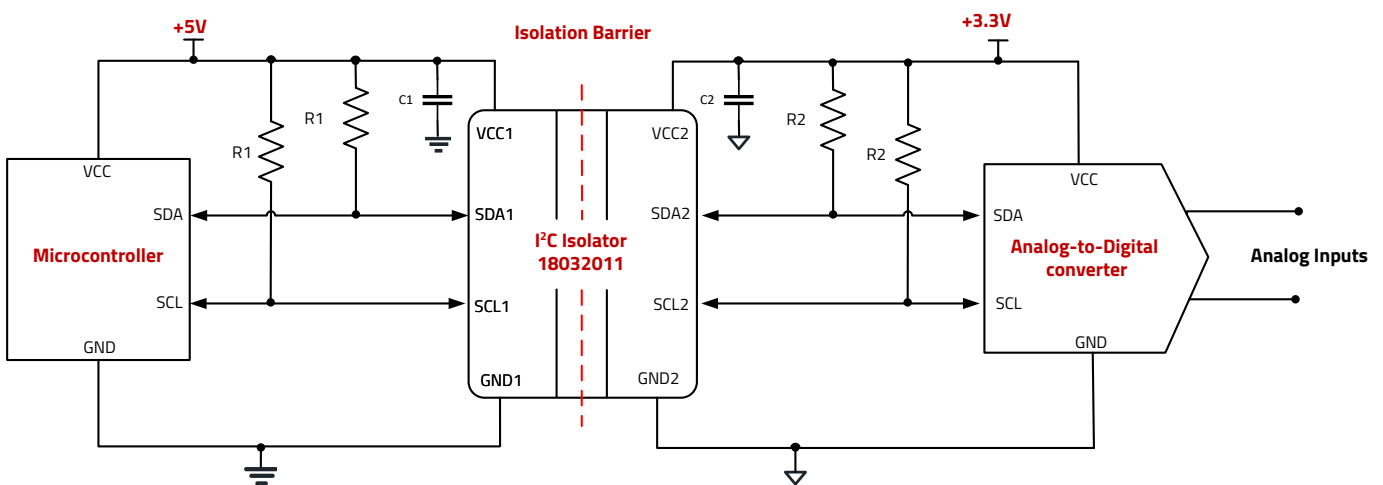 +5V
Isolation Barrier
+3.3V
C1
C2
R1
R1
R2
R2
VCC1
VCC2
VCC
VCC
SDA
SDA1
SDA2
SDA
Microcontroller
I²C Isolator
18032011
Analog-to-Digital
converter
Analog Inputs
SCL
SCL1
SCL2
SCL
GND
GND1
GND2
GND